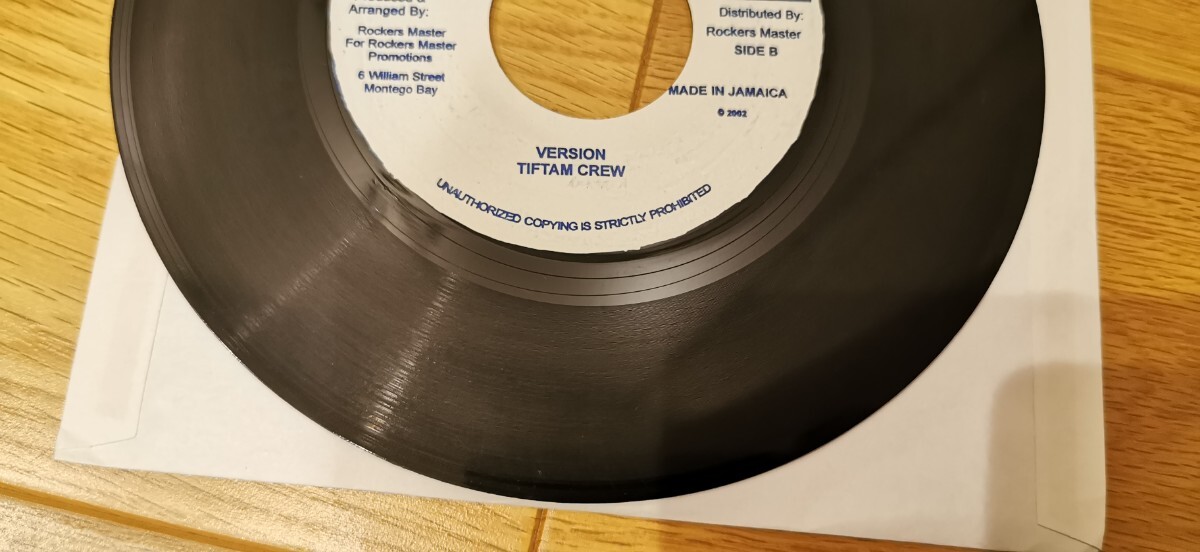 Arranged By:
Rockers Master
For Rockers Master
Promotions
6 William Street
Montego Bay
Distributed By:
Rockers Master
SIDE B
MADE IN JAMAICA
© 2002
VERSION
TIFTAM CREW
UNAUTHORIZED COPYING IS STRICTLY PROHIBITED